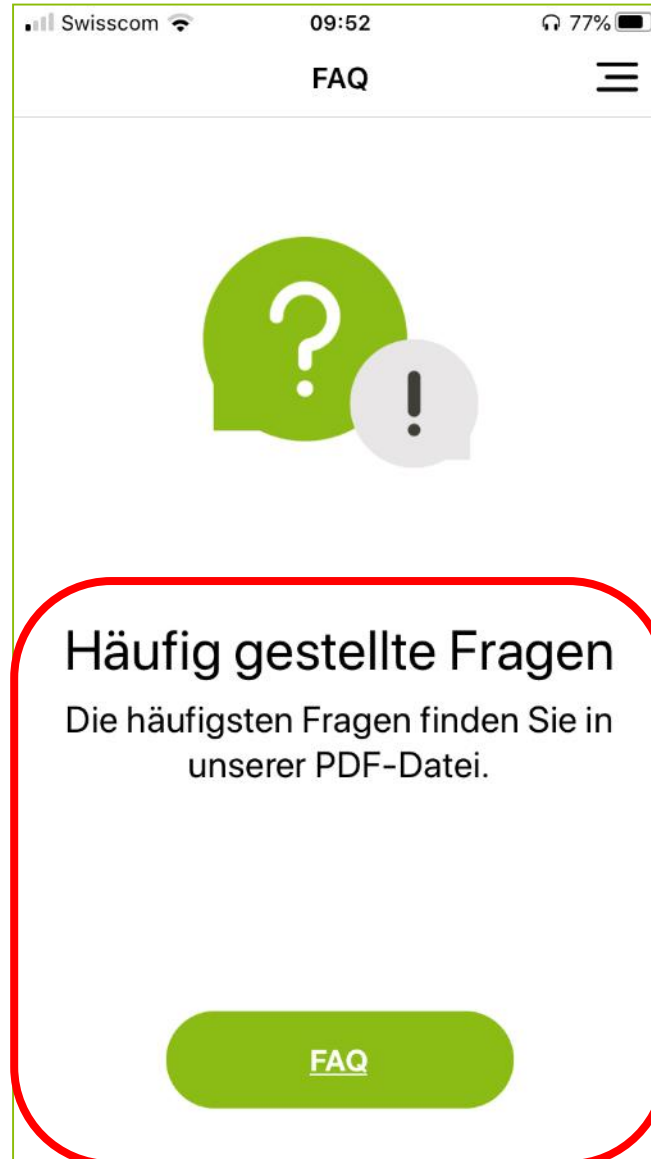 Swisscom 09:52 77%
FAQ
?
!
Häufig gestellte Fragen
Die häufigsten Fragen finden Sie in
unserer PDF-Datei.
FAQ